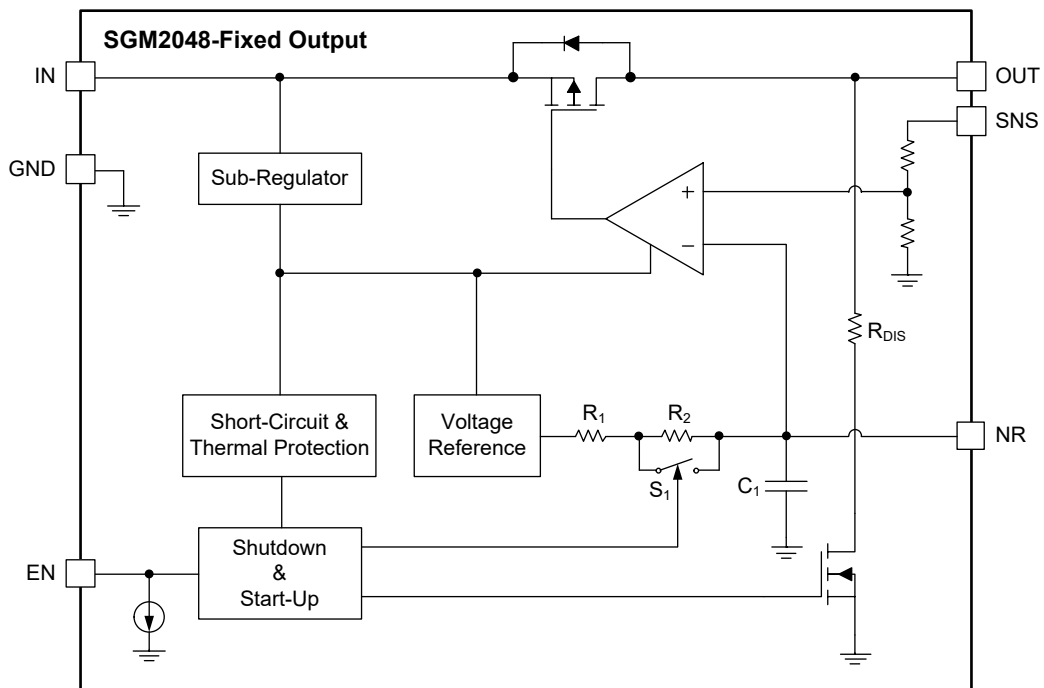 SGM2048-Fixed Output
IN
OUT
SNS
GND
Sub-Regulator
+
−
R_DIS
Short-Circuit &
Thermal Protection
Voltage
Reference
R1
R2
NR
S1
C1
EN
Shutdown
&
Start-Up